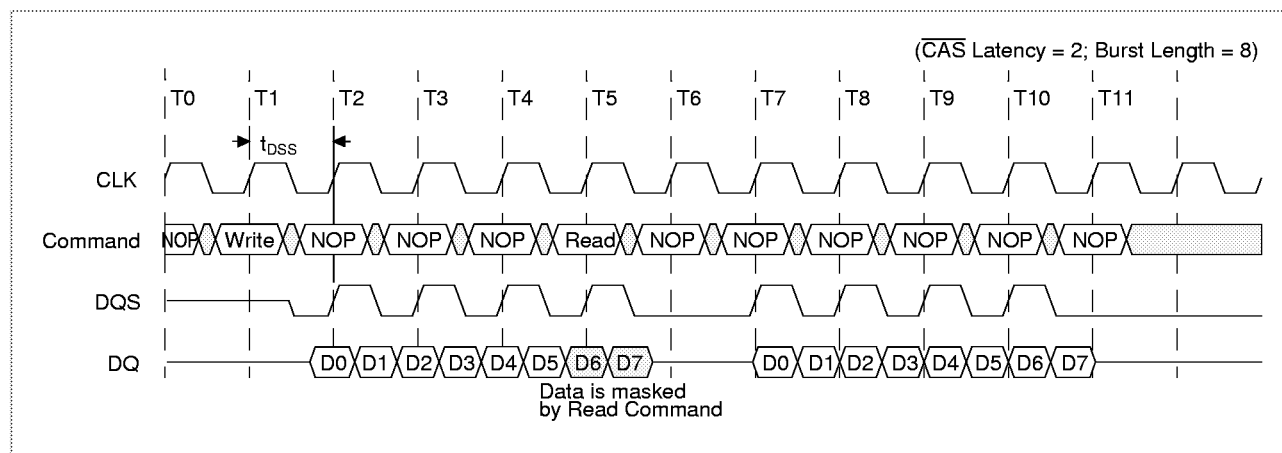 (CAS Latency = 2; Burst Length = 8)
T0 T1 T2 T3 T4 T5 T6 T7 T8 T9 T10 T11
tDSS
CLK
Command NOP Write NOP NOP NOP Read NOP NOP NOP NOP NOP NOP
DQS
DQ D0 D1 D2 D3 D4 D5 D6 D7 D0 D1 D2 D3 D4 D5 D6 D7
Data is masked
by Read Command